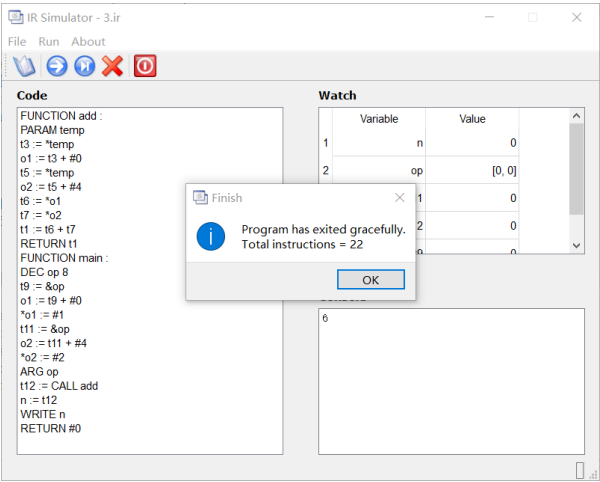 IR Simulator - 3.ir
File Run About
Code
FUNCTION add :
PARAM temp
t3 := *temp
o1 := t3 + #0
t5 := *temp
o2 := t5 + #4
t6 := *o1
t7 := *o2
t1 := t6 + t7
RETURN t1
FUNCTION main :
DEC op 8
t9 := &op
o1 := t9 + #0
*o1 := #1
t11 := &op
o2 := t11 + #4
*o2 := #2
ARG op
t12 := CALL add
n := t12
WRITE n
RETURN #0
Watch
Variable Value
1 n 0
2 op [0, 0]
1 0
2 0
Finish
Program has exited gracefully.
Total instructions = 22
OK
6